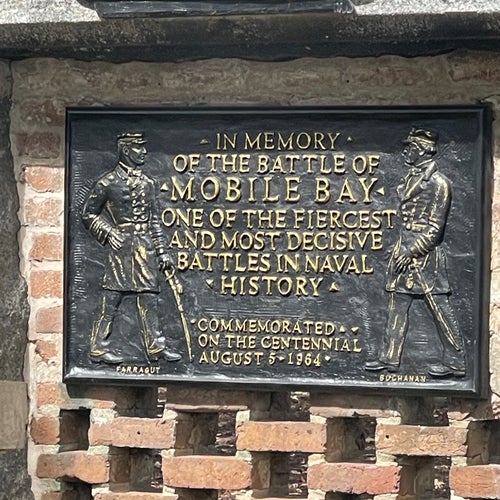 IN MEMORY
OF THE BATTLE OF
MOBILE BAY
ONE OF THE FIERCEST
AND MOST DECISIVE
BATTLES IN NAVAL
HISTORY
COMMEMORATED
ON THE CENTENNIAL
AUGUST 5 · 1964
FARRAGUT
BUCHANAN